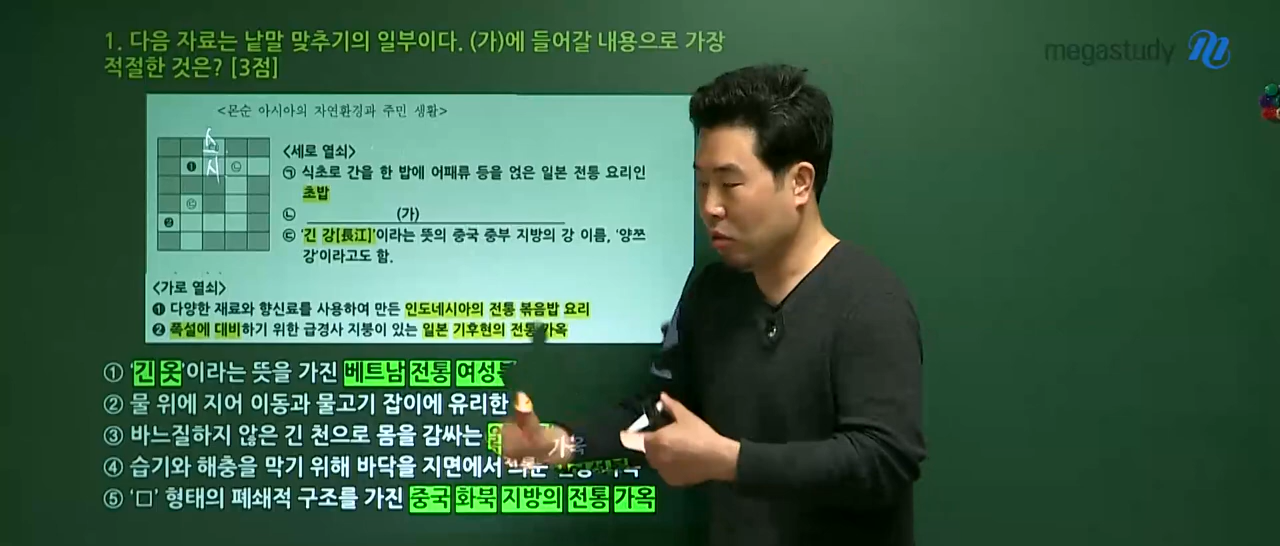 1. 다음 자료는 낱말 맞추기의 일부이다. (가)에 들어갈 내용으로 가장
적절한 것은? [3점]
megastudy
<몬순 아시아의 자연환경과 주민 생활>
<세로 열쇠>
㉠ 식초로 간을 한 밥에 어패류 등을 얹은 일본 전통 요리인
초밥
㉡ (가)
㉢ '긴 강[長江]'이라는 뜻의 중국 중부 지방의 강 이름, '양쯔
강'이라고도 함.
❶ ㉡
㉢
❷
<가로 열쇠>
❶ 다양한 재료와 향신료를 사용하여 만든 인도네시아의 전통 볶음밥 요리
❷ 폭설에 대비하기 위한 급경사 지붕이 있는 일본 기후현의 전통 가옥
① '긴 옷'이라는 뜻을 가진 베트남 전통 여성
② 물 위에 지어 이동과 물고기 잡이에 유리한
③ 바느질하지 않은 긴 천으로 몸을 감싸는
④ 습기와 해충을 막기 위해 바닥을 지면에서
⑤ '□' 형태의 폐쇄적 구조를 가진 중국 화북 지방의 전통 가옥